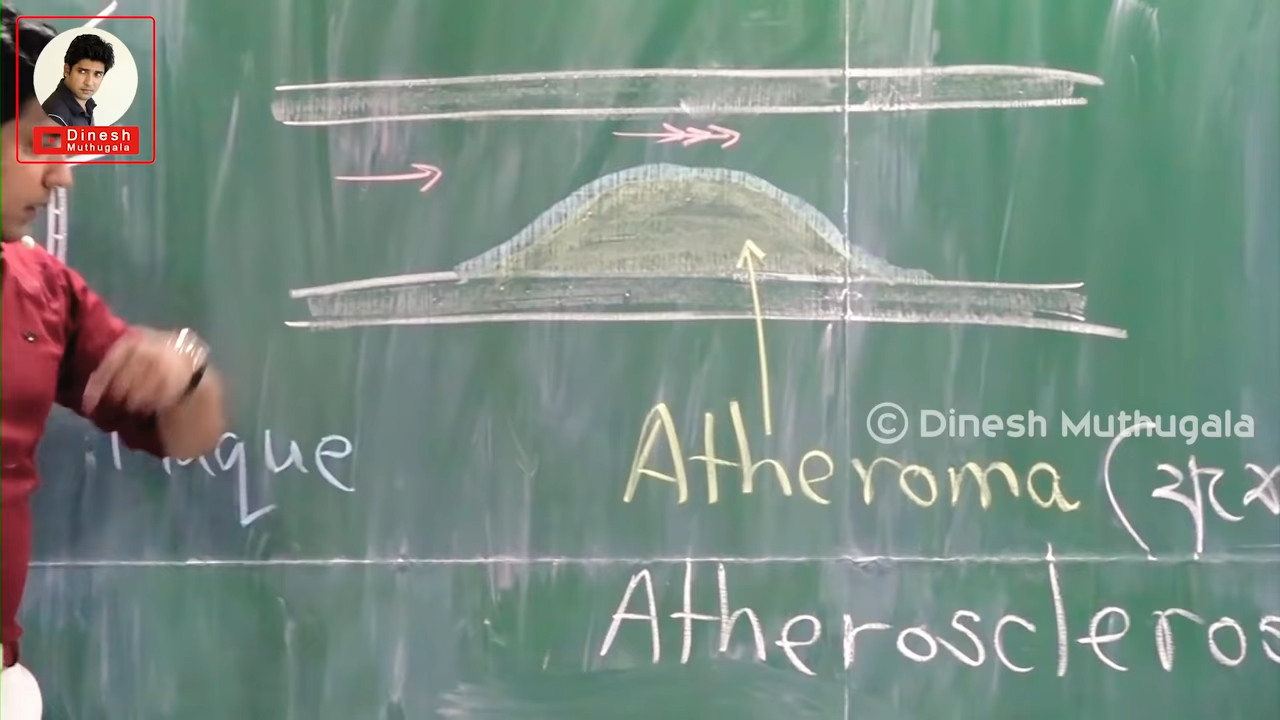 Dinesh
Muthugala
© Dinesh Muthugala
Atheroma (
Atheroscleros